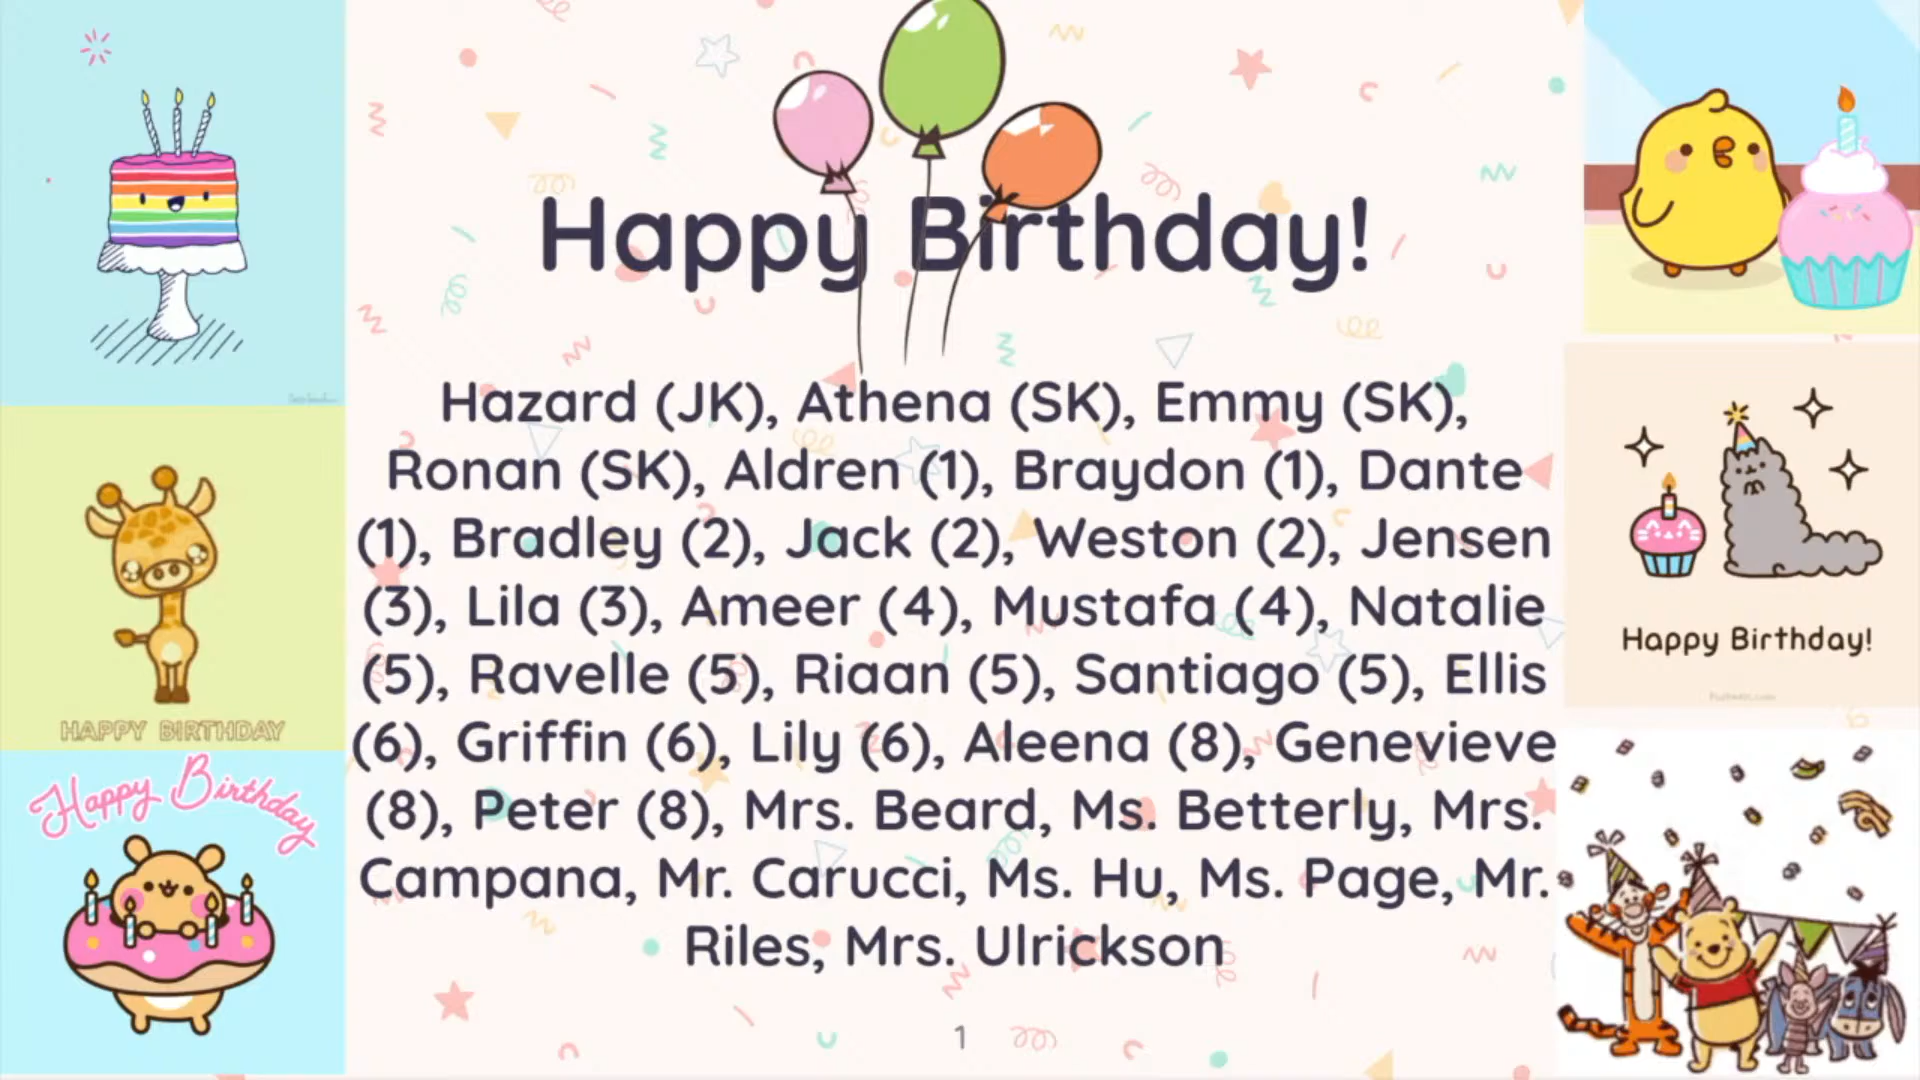 Happy Birthday!
Hazard (JK), Athena (SK), Emmy (SK),
Ronan (SK), Aldren (1), Braydon (1), Dante
(1), Bradley (2), Jack (2), Weston (2), Jensen
(3), Lila (3), Ameer (4), Mustafa (4), Natalie
(5), Ravelle (5), Riaan (5), Santiago (5), Ellis
(6), Griffin (6), Lily (6), Aleena (8), Genevieve
(8), Peter (8), Mrs. Beard, Ms. Betterly, Mrs.
Campana, Mr. Carucci, Ms. Hu, Ms. Page, Mr.
Riles, Mrs. Ulrickson
1
HAPPY BIRTHDAY
Happy Birthday
Happy Birthday!